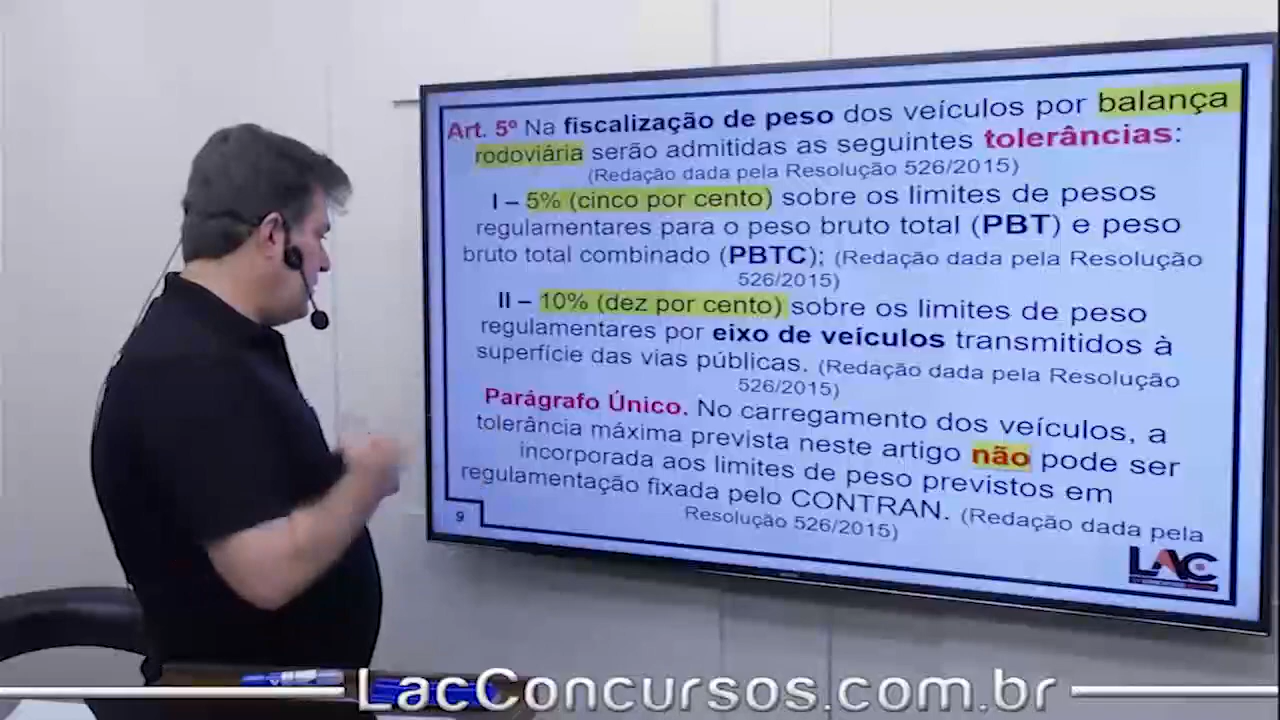 Art. 5º Na fiscalização de peso dos veículos por balança
rodoviária serão admitidas as seguintes tolerâncias:
(Redação dada pela Resolução 526/2015)
I – 5% (cinco por cento) sobre os limites de pesos
regulamentares para o peso bruto total (PBT) e peso
bruto total combinado (PBTC); (Redação dada pela Resolução
526/2015)
II – 10% (dez por cento) sobre os limites de peso
regulamentares por eixo de veículos transmitidos à
superfície das vias públicas. (Redação dada pela Resolução
526/2015)
Parágrafo Único. No carregamento dos veículos, a
tolerância máxima prevista neste artigo não pode ser
incorporada aos limites de peso previstos em
regulamentação fixada pelo CONTRAN. (Redação dada pela
Resolução 526/2015)
9
LAC
LacConcursos.com.br